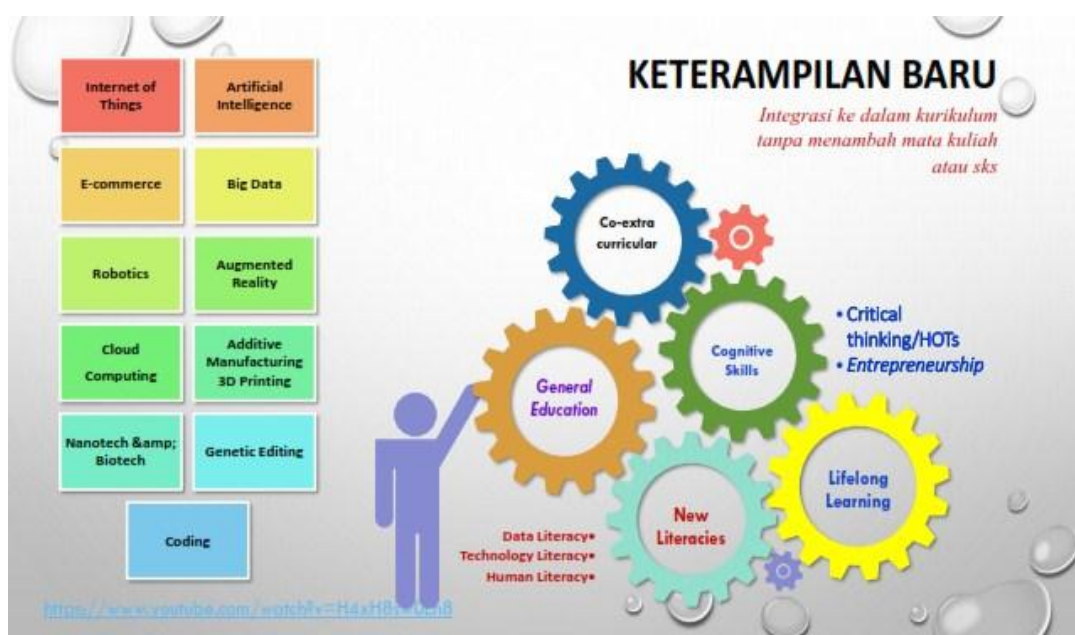 KETERAMPILAN BARU
Integrasi ke dalam kurikulum
tanpa menambah mata kuliah
atau sks
Internet of
Things
Artificial
Intelligence
E-commerce
Big Data
Robotics
Augmented
Reality
Cloud
Computing
Additive
Manufacturing
3D Printing
Nanotech &amp;
Biotech
Genetic Editing
Coding
Co-extra
curricular
Cognitive
Skills
• Critical
thinking/HOTs
• Entrepreneurship
General
Education
Lifelong
Learning
New
Literacies
Data Literacy•
Technology Literacy•
Human Literacy•